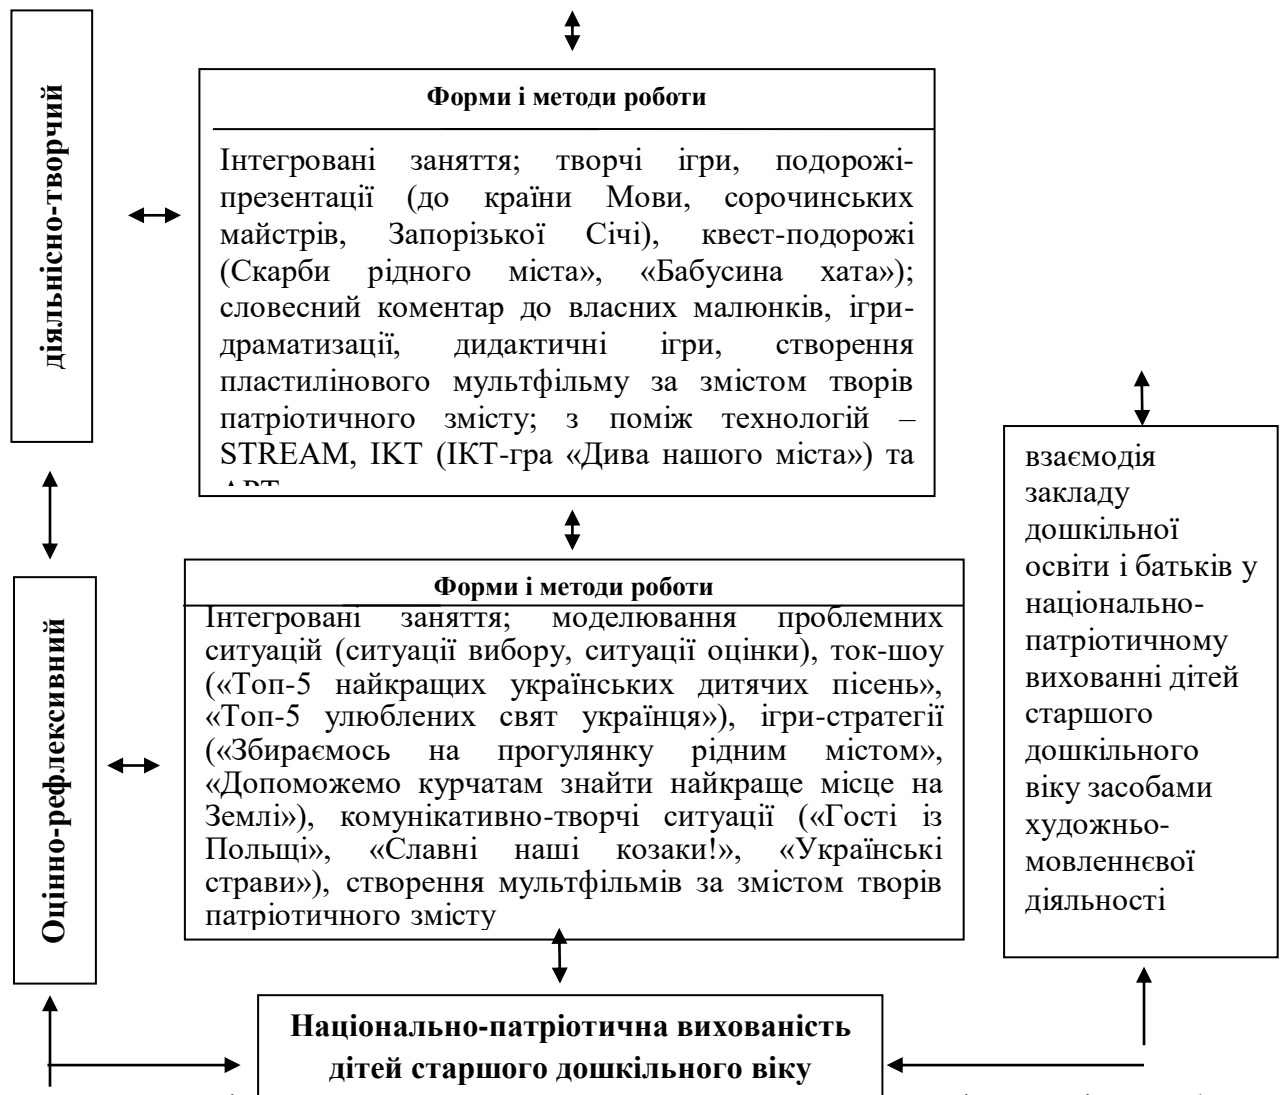 діяльнісно-творчий
Форми і методи роботи
Інтегровані заняття; творчі ігри, подорожі-
презентації (до країни Мови, сорочинських
майстрів, Запорізької Січі), квест-подорожі
(Скарби рідного міста», «Бабусина хата»);
словесний коментар до власних малюнків, ігри-
драматизації, дидактичні ігри, створення
пластилінового мультфільму за змістом творів
патріотичного змісту; з поміж технологій –
STREAM, ІКТ (ІКТ-гра «Дива нашого міста») та
Оцінно-рефлексивний
Форми і методи роботи
Інтегровані заняття; моделювання проблемних
ситуацій (ситуації вибору, ситуації оцінки), ток-шоу
(«Топ-5 найкращих українських дитячих пісень»,
«Топ-5 улюблених свят українця»), ігри-стратегії
(«Збираємось на прогулянку рідним містом»,
«Допоможемо курчатам знайти найкраще місце на
Землі»), комунікативно-творчі ситуації («Гості із
Польщі», «Славні наші козаки!», «Українські
страви»), створення мультфільмів за змістом творів
патріотичного змісту
взаємодія
закладу
дошкільної
освіти і батьків у
національно-
патріотичному
вихованні дітей
старшого
дошкільного
віку засобами
художньо-
мовленнєвої
діяльності
Національно-патріотична вихованість
дітей старшого дошкільного віку